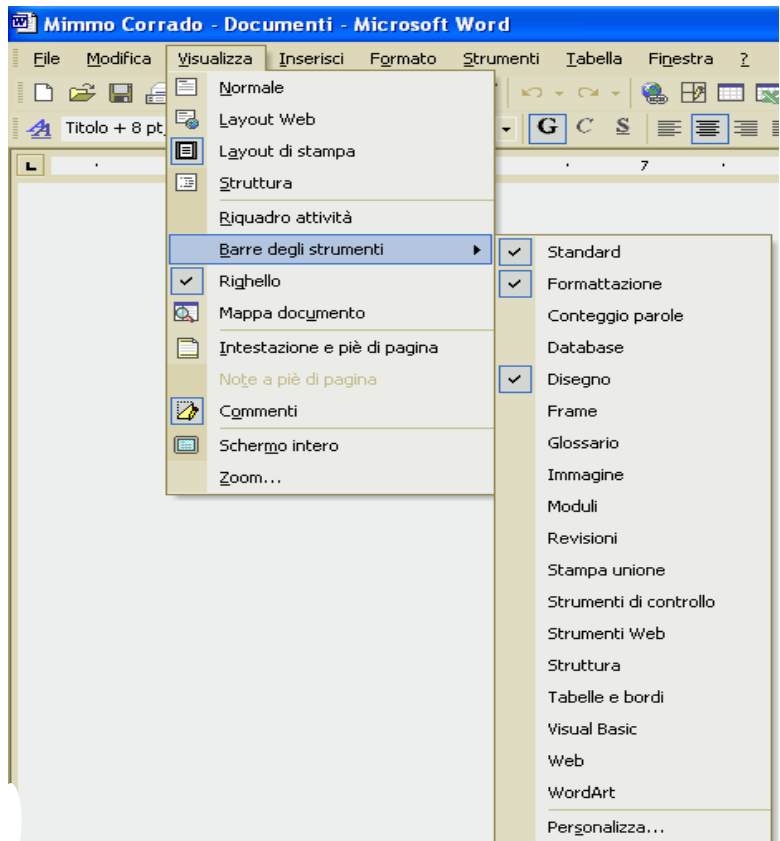 Mimmo Corrado - Documenti - Microsoft Word
File Modifica Visualizza Inserisci Formato Strumenti Tabella Finestra ?
Titolo + 8 pt
G C S
7
Normale
Layout Web
Layout di stampa
Struttura
Riquadro attività
Barre degli strumenti
Righello
Mappa documento
Intestazione e piè di pagina
Note a piè di pagina
Commenti
Schermo intero
Zoom...
Standard
Formattazione
Conteggio parole
Database
Disegno
Frame
Glossario
Immagine
Moduli
Revisioni
Stampa unione
Strumenti di controllo
Strumenti Web
Struttura
Tabelle e bordi
Visual Basic
Web
WordArt
Personalizza...